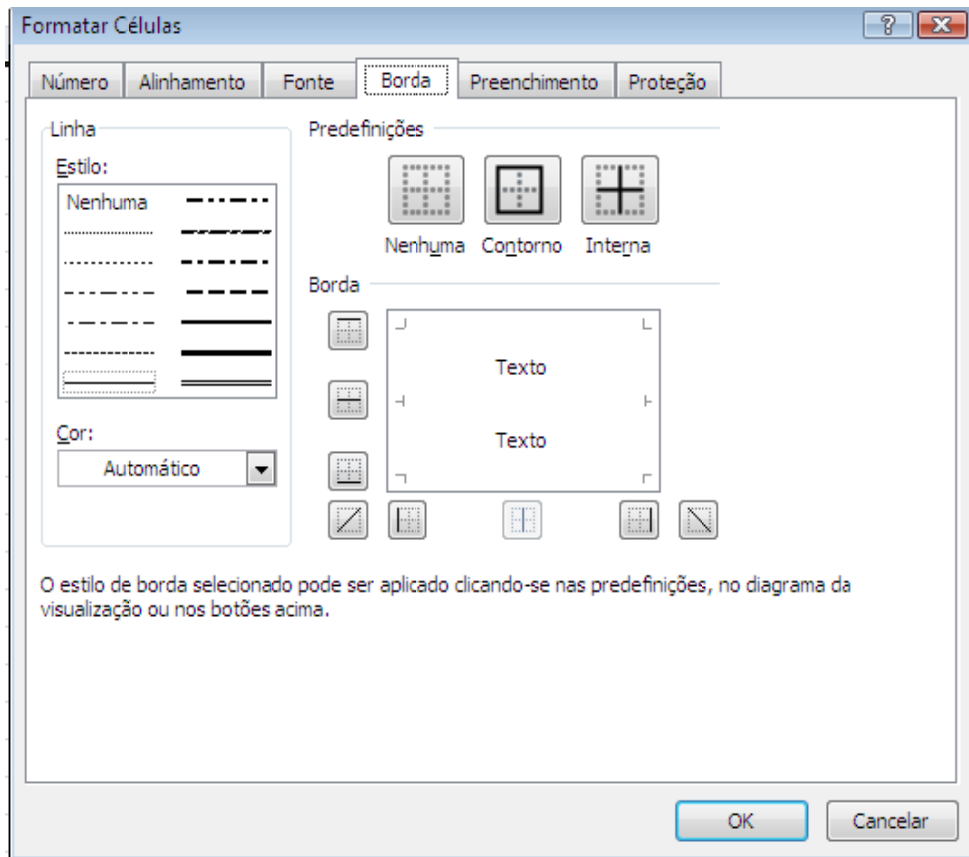 Formatar Células
Número Alinhamento Fonte Borda Preenchimento Proteção
Linha
Estilo:
Nenhuma
Cor:
Automático
Predefinições
Nenhuma Contorno Interna
Borda
Texto
Texto
O estilo de borda selecionado pode ser aplicado clicando-se nas predefinições, no diagrama da
visualização ou nos botões acima.
OK Cancelar